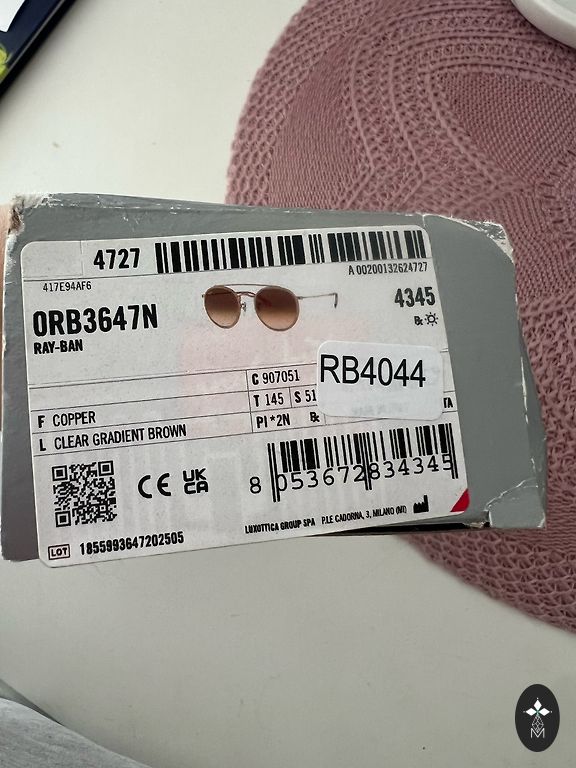 4727
A 00200132624727
417E94AF6
0RB3647N
RAY-BAN
4345
℞
C 907051
T 145 S 51
PI *2N ℞
RB4044
F COPPER
L CLEAR GRADIENT BROWN
CE UK CA
8 053672 834345
LUXOTTICA GROUP SPA P.LE CADORNA, 3, MILANO (MI)
LOT 1855993647202505
M